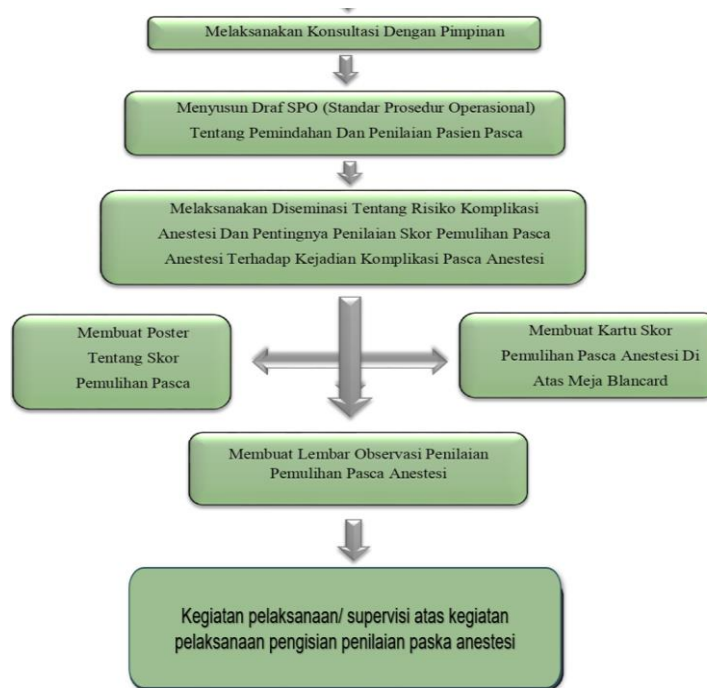 Melaksanakan Konsultasi Dengan Pimpinan
Menyusun Draf SPO (Standar Prosedur Operasional)
Tentang Pemindahan Dan Penilaian Pasien Pasca
Melaksanakan Diseminasi Tentang Risiko Komplikasi
Anestesi Dan Pentingnya Penilaian Skor Pemulihan Pasca
Anestesi Terhadap Kejadian Komplikasi Pasca Anestesi
Membuat Poster
Tentang Skor
Pemulihan Pasca
Membuat Kartu Skor
Pemulihan Pasca Anestesi Di
Atas Meja Blancard
Membuat Lembar Observasi Penilaian
Pemulihan Pasca Anestesi
Kegiatan pelaksanaan/ supervisi atas kegiatan
pelaksanaan pengisian penilaian paska anestesi